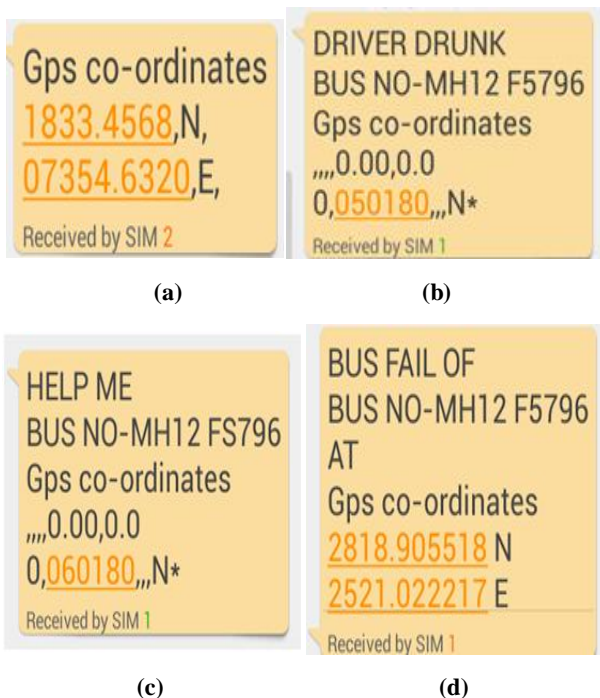 Gps co-ordinates
1833.4568,N,
07354.6320,E,
Received by SIM 2
(a)
DRIVER DRUNK
BUS NO-MH12 F5796
Gps co-ordinates
,,,,0.00,0.0
0,050180,,,N*
Received by SIM 1
(b)
HELP ME
BUS NO-MH12 FS796
Gps co-ordinates
,,,,0.00,0.0
0,060180,,,N*
Received by SIM 1
(c)
BUS FAIL OF
BUS NO-MH12 F5796
AT
Gps co-ordinates
2818.905518 N
2521.022217 E
Received by SIM 1
(d)